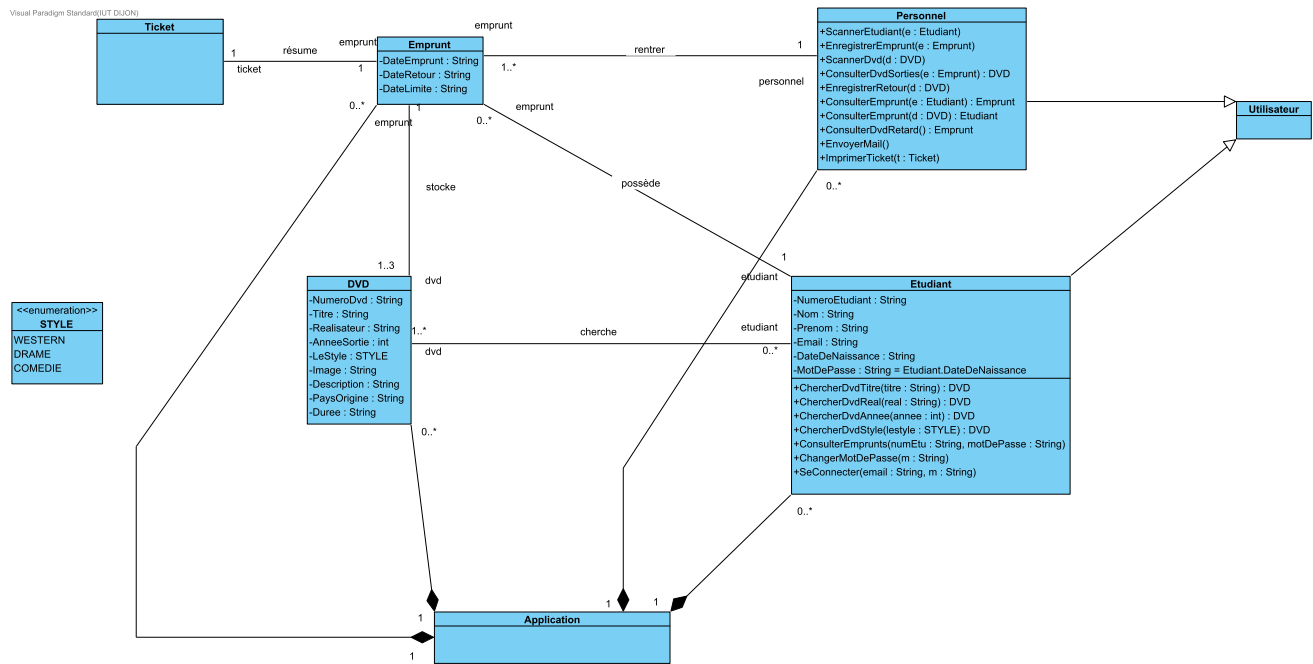 Visual Paradigm Standard(IUT DIJON)
Ticket
1
ticket
résume
emprunt
1
emprunt
Emprunt
-DateEmprunt : String
-DateRetour : String
-DateLimite : String
1..*
rentrer
1
personnel
Personnel
+ScannerEtudiant(e : Etudiant)
+EnregistrerEmprunt(e : Emprunt)
+ScannerDvd(d : DVD)
+ConsulterDvdSorties(e : Emprunt) : DVD
+EnregistrerRetour(d : DVD)
+ConsulterEmprunt(e : Etudiant) : Emprunt
+ConsulterEmprunt(d : DVD) : Etudiant
+ConsulterDvdRetard() : Emprunt
+EnvoyerMail()
+ImprimerTicket(t : Ticket)
Utilisateur
0..*
1
emprunt
0..*
emprunt
0..*
stocke
possède
1..3
dvd
1
etudiant
<<enumeration>>
STYLE
WESTERN
DRAME
COMEDIE
DVD
-NumeroDvd : String
-Titre : String
-Realisateur : String
-AnneeSortie : int
-LeStyle : STYLE
-Image : String
-Description : String
-PaysOrigine : String
-Duree : String
1..*
dvd
cherche
etudiant
0..*
Etudiant
-NumeroEtudiant : String
-Nom : String
-Prenom : String
-Email : String
-DateDeNaissance : String
-MotDePasse : String = Etudiant.DateDeNaissance
+ChercherDvdTitre(titre : String) : DVD
+ChercherDvdReal(real : String) : DVD
+ChercherDvdAnnee(annee : int) : DVD
+ChercherDvdStyle(lestyle : STYLE) : DVD
+ConsulterEmprunts(numEtu : String, motDePasse : String)
+ChangerMotDePasse(m : String)
+SeConnecter(email : String, m : String)
0..*
0..*
1
1
1
1
Application